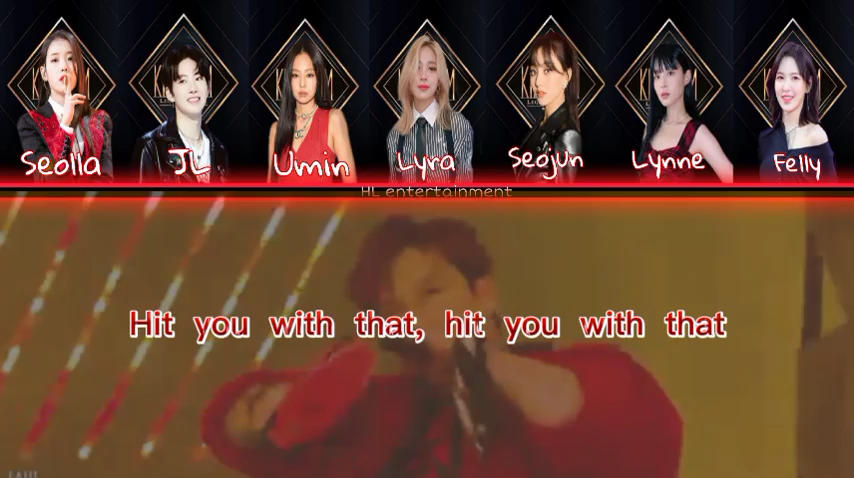 Seolla
JL
Umin
Lyra
Seojun
Lynne
Felly
HL entertainment
Hit you with that, hit you with that